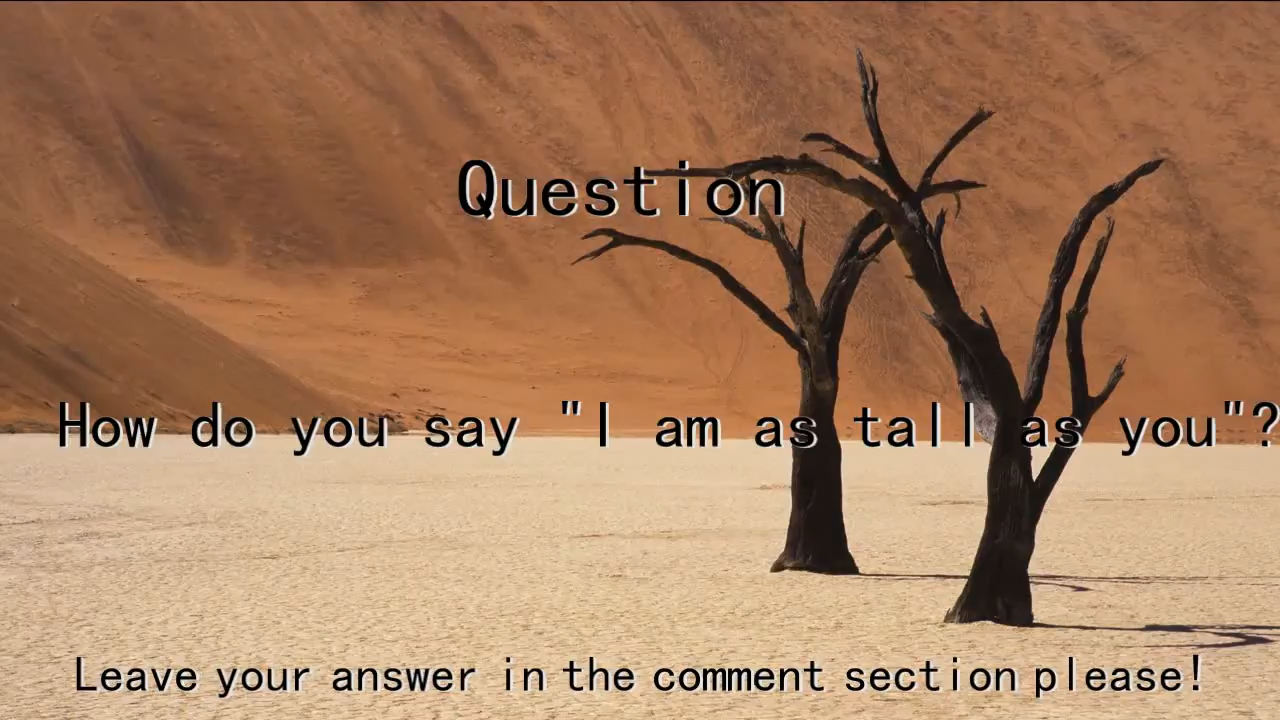 Question
How do you say "I am as tall as you"?
Leave your answer in the comment section please!